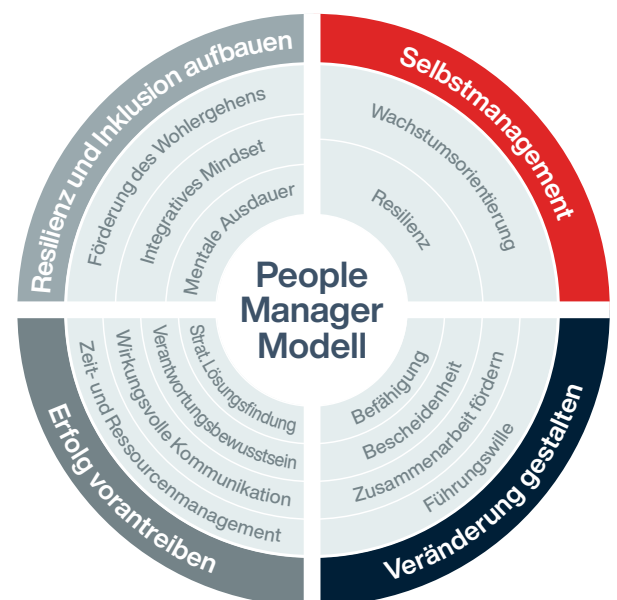 Resilienz und Inklusion aufbauen
Förderung des Wohlergehens
Integratives Mindset
Mentale Ausdauer
Selbstmanagement
Wachstumsorientierung
Resilienz
People
Manager
Modell
Erfolg vorantreiben
Zeit- und Ressourcenmanagement
Wirkungsvolle Kommunikation
Verantwortungsbewusstsein
Strat. Lösungsfindung
Veränderung gestalten
Befähigung
Bescheidenheit
Zusammenarbeit fördern
Führungswille